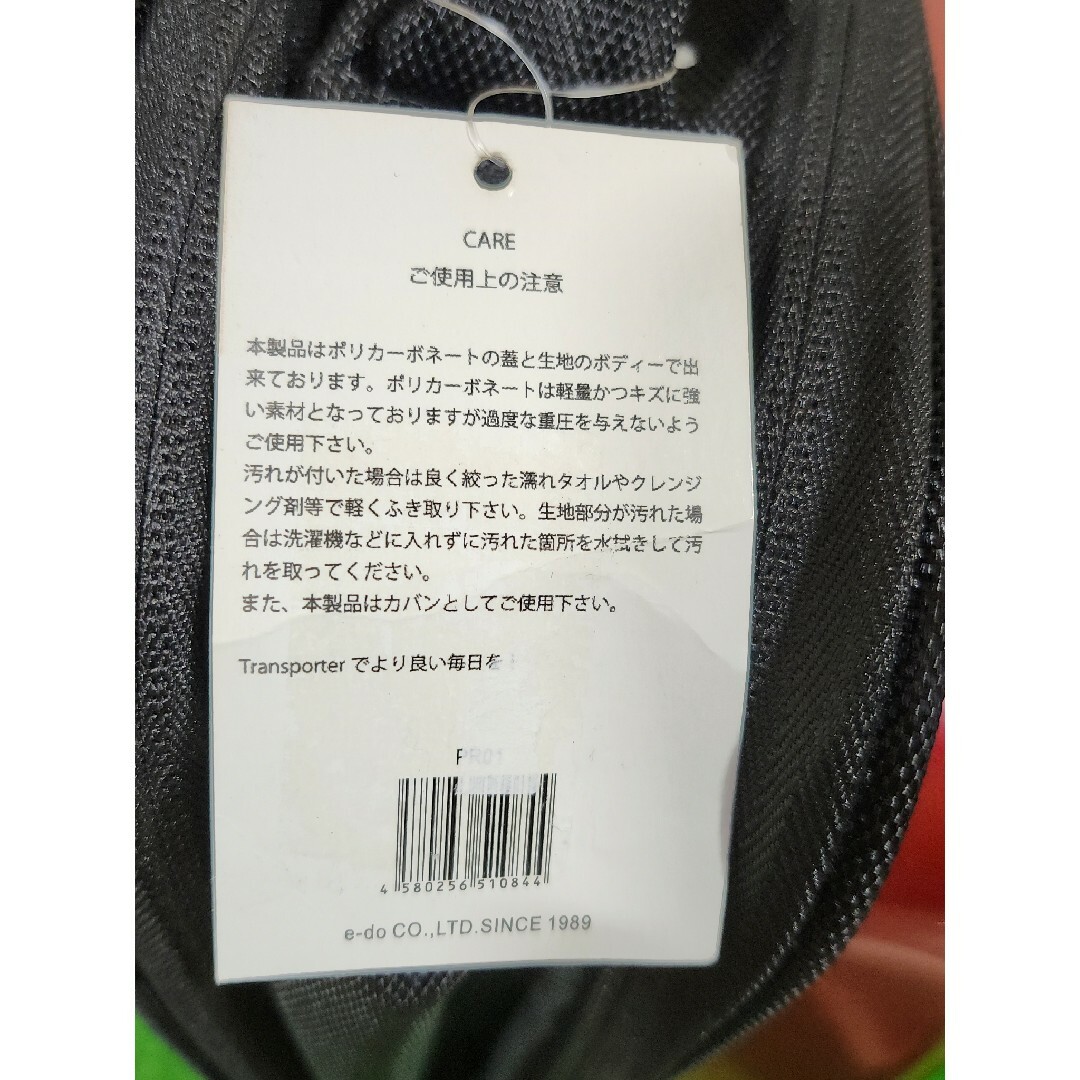 CARE
ご使用上の注意
本製品はポリカーボネートの蓋と生地のボディーで出
来ております。ポリカーボネートは軽量かつキズに強
い素材となっておりますが過度な重圧を与えないよう
ご使用下さい。
汚れが付いた場合は良く絞った濡れタオルやクレンジ
ング剤等で軽くふき取り下さい。生地部分が汚れた場
合は洗濯機などに入れずに汚れた箇所を水拭きして汚
れを取ってください。
また、本製品はカバンとしてご使用下さい。
Transporter でより良い毎日を
PR01
4 580256 510844
e-do CO.,LTD.SINCE 1989